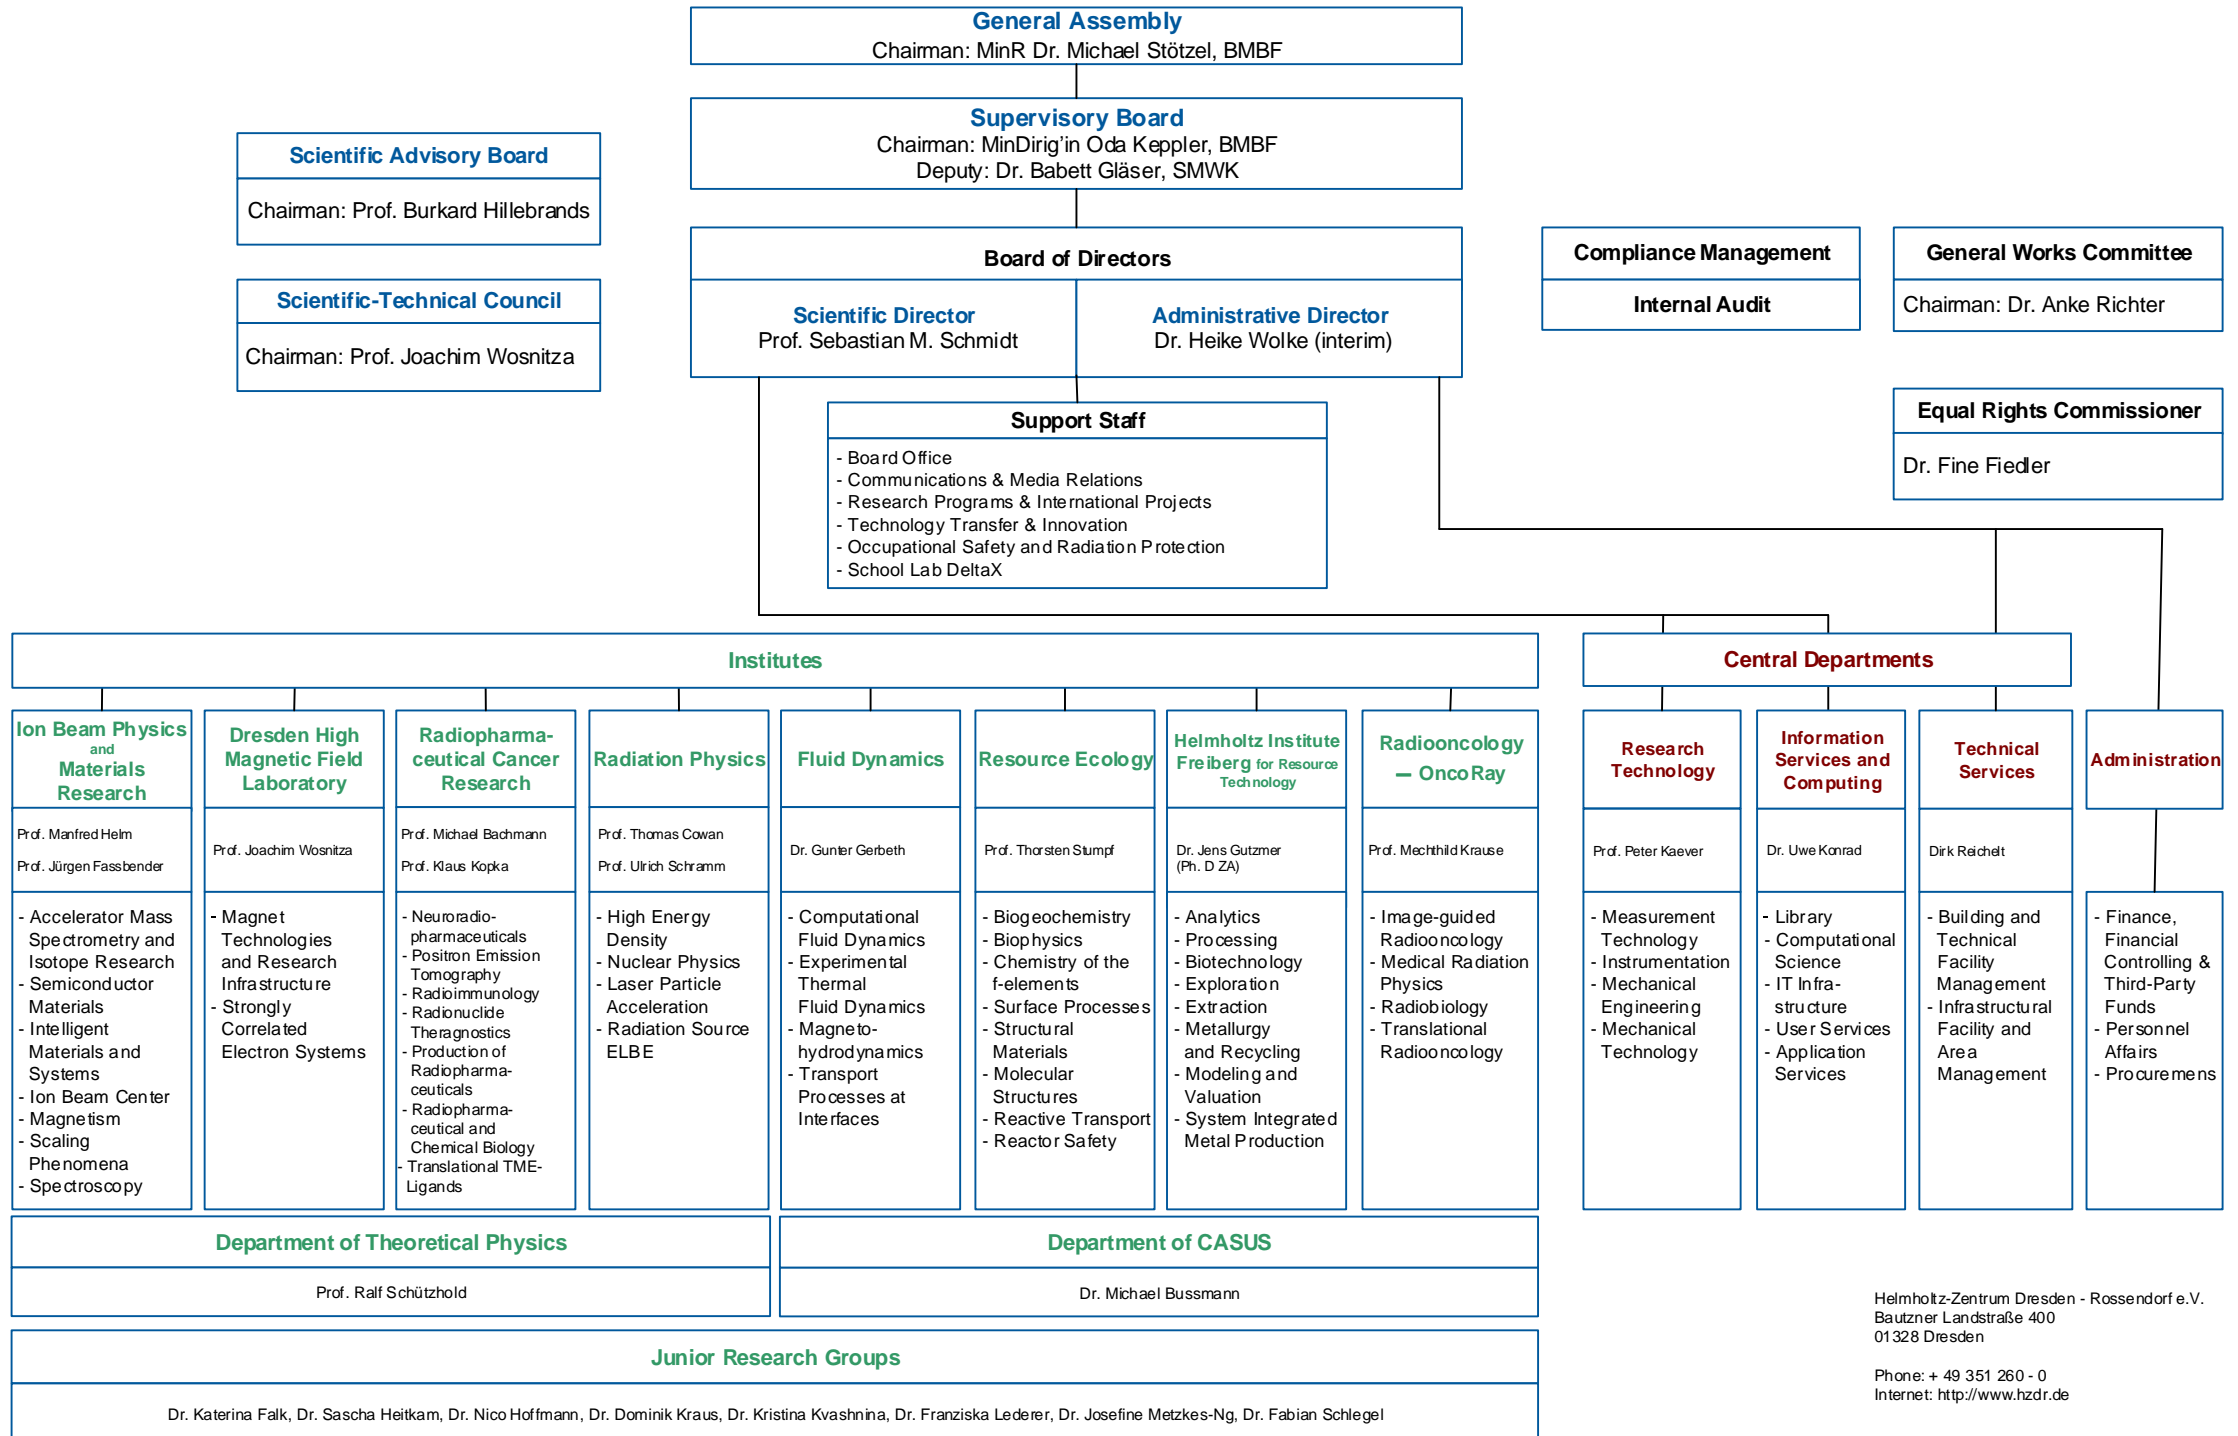 General Assembly
Chairman: MinR Dr. Michael Stötzel, BMBF
Supervisory Board
Chairman: MinDirig'in Oda Keppler, BMBF
Deputy: Dr. Babett Gläser, SMWK
Scientific Advisory Board
Chairman: Prof. Burkard Hillebrands
Scientific-Technical Council
Chairman: Prof. Joachim Wosnitza
Board of Directors
Scientific Director
Prof. Sebastian M. Schmidt
Administrative Director
Dr. Heike Wolke (interim)
Compliance Management
Internal Audit
General Works Committee
Chairman: Dr. Anke Richter
Equal Rights Commissioner
Dr. Fine Fiedler
Support Staff
- Board Office
- Communications & Media Relations
- Research Programs & International Projects
- Technology Transfer & Innovation
- Occupational Safety and Radiation Protection
- School Lab DeltaX
Institutes
Ion Beam Physics
and
Materials
Research
Prof. Manfred Helm
Prof. Jürgen Fassbender
- Accelerator Mass
Spectrometry and
Isotope Research
- Semiconductor
Materials
- Intelligent
Materials and
Systems
- Ion Beam Center
- Magnetism
- Scaling
Phenomena
- Spectroscopy
Dresden High
Magnetic Field
Laboratory
Prof. Joachim Wosnitza
- Magnet
Technologies
and Research
Infrastructure
- Strongly
Correlated
Electron Systems
Radiopharma-
ceutical Cancer
Research
Prof. Michael Bachmann
Prof. Klaus Kopka
- Neuroradio-
pharmaceuticals
- Positron Emission
Tomography
- Radioimmunology
- Radionuclide
Theragnostics
- Production of
Radiopharma-
ceuticals
- Radiopharma-
ceutical and
Chemical Biology
- Translational TME-
Ligands
Radiation Physics
Prof. Thomas Cowan
Prof. Ulrich Schramm
- High Energy
Density
- Nuclear Physics
- Laser Particle
Acceleration
- Radiation Source
ELBE
Fluid Dynamics
Dr. Gunter Gerbeth
- Computational
Fluid Dynamics
- Experimental
Thermal
Fluid Dynamics
- Magneto-
hydrodynamics
- Transport
Processes at
Interfaces
Resource Ecology
Prof. Thorsten Stumpf
- Biogeochemistry
- Biophysics
- Chemistry of the
f-elements
- Surface Processes
- Structural
Materials
- Molecular
Structures
- Reactive Transport
- Reactor Safety
Helmholtz Institute
Freiberg for Resource
Technology
Dr. Jens Gutzmer
(Ph. D ZA)
- Analytics
- Processing
- Biotechnology
- Exploration
- Extraction
- Metallurgy
and Recycling
- Modeling and
Valuation
- System Integrated
Metal Production
Radiooncology
– OncoRay
Prof. Mechthild Krause
- Image-guided
Radiooncology
- Medical Radiation
Physics
- Radiobiology
- Translational
Radiooncology
Central Departments
Research
Technology
Prof. Peter Kaever
- Measurement
Technology
- Instrumentation
- Mechanical
Engineering
- Mechanical
Technology
Information
Services and
Computing
Dr. Uwe Konrad
- Library
- Computational
Science
- IT Infra-
structure
- User Services
- Application
Services
Technical
Services
Dirk Reichelt
- Building and
Technical
Facility
Management
- Infrastructural
Facility and
Area
Management
Administration
- Finance,
Financial
Controlling &
Third-Party
Funds
- Personnel
Affairs
- Procuremens
Department of Theoretical Physics
Prof. Ralf Schützhold
Department of CASUS
Dr. Michael Bussmann
Junior Research Groups
Dr. Katerina Falk, Dr. Sascha Heitkam, Dr. Nico Hoffmann, Dr. Dominik Kraus, Dr. Kristina Kvashnina, Dr. Franziska Lederer, Dr. Josefine Metzkes-Ng, Dr. Fabian Schlegel
Helmholtz-Zentrum Dresden - Rossendorf e.V.
Bautzner Landstraße 400
01328 Dresden
Phone: + 49 351 260 - 0
Internet: http://www.hzdr.de